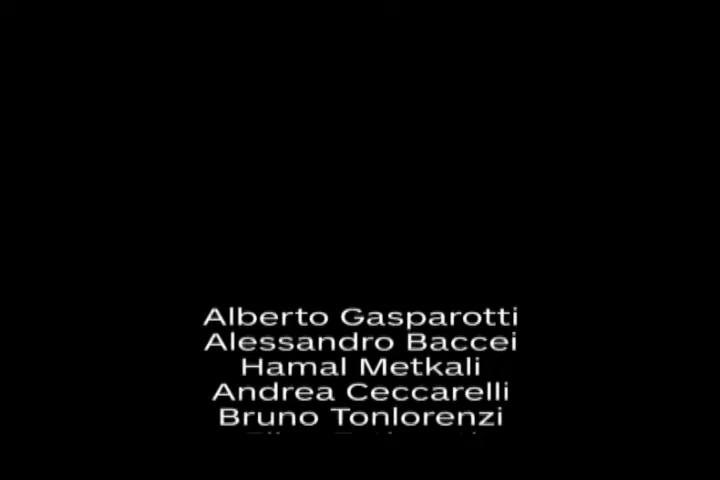 Alberto Gasparotti
Alessandro Baccei
Hamal Metkali
Andrea Ceccarelli
Bruno Tonlorenzi